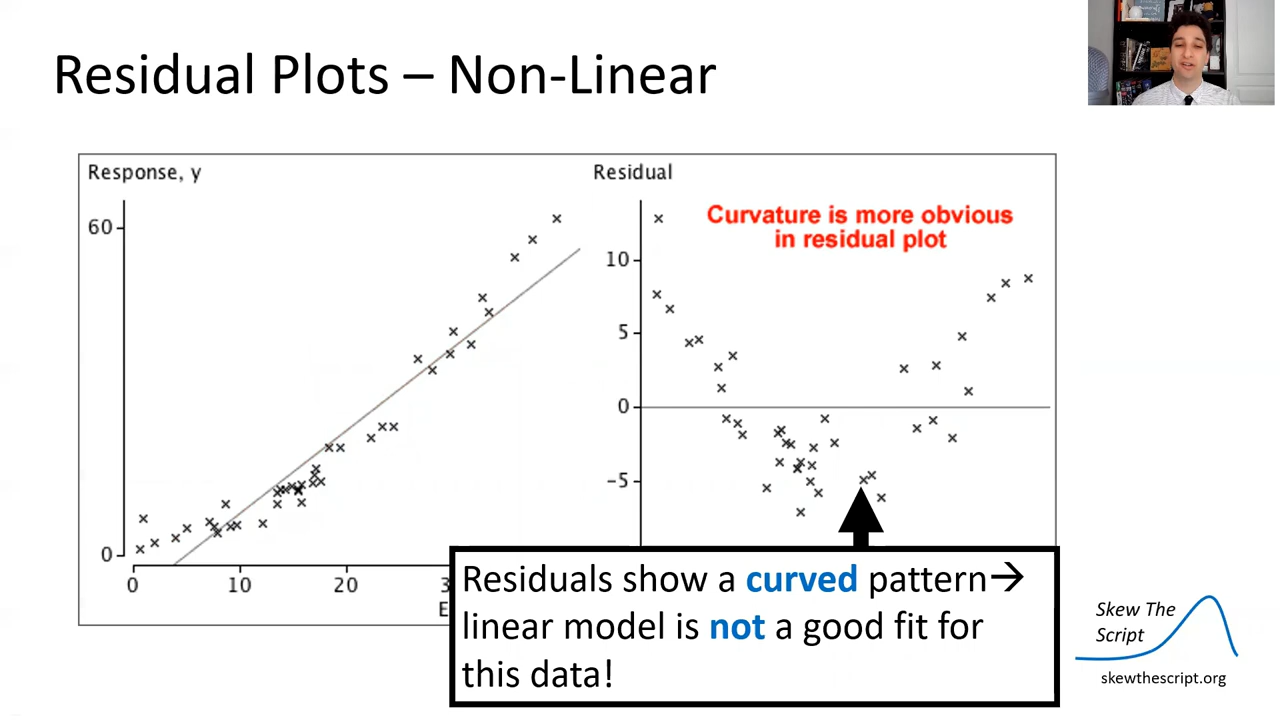 Residual Plots – Non-Linear
Response, y
60
0
0
10
20
3
E
Residual
Curvature is more obvious
in residual plot
10
5
0
−5
Residuals show a curved pattern→
linear model is not a good fit for
this data!
Skew The
Script
skewthescript.org